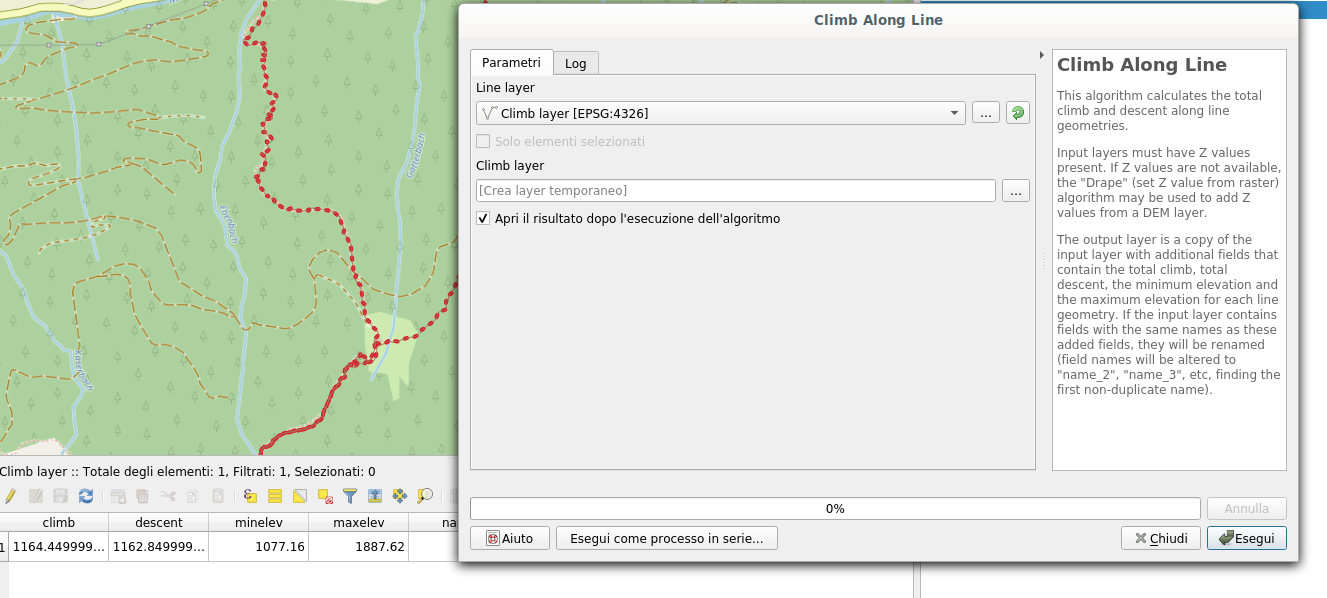 Climb Along Line
Parametri
Log
Line layer
Climb layer [EPSG:4326]
...
Solo elementi selezionati
Climb layer
[Crea layer temporaneo]
...
Apri il risultato dopo l'esecuzione dell'algoritmo
Climb Along Line
This algorithm calculates the total
climb and descent along line
geometries.
Input layers must have Z values
present. If Z values are not available,
the "Drape" (set Z value from raster)
algorithm may be used to add Z
values from a DEM layer.
The output layer is a copy of the
input layer with additional fields that
contain the total climb, total
descent, the minimum elevation and
the maximum elevation for each line
geometry. If the input layer contains
fields with the same names as these
added fields, they will be renamed
(field names will be altered to
"name_2", "name_3", etc, finding the
first non-duplicate name).
0%
Annulla
Aiuto
Esegui come processo in serie...
Chiudi
Esegui
Gatterbach
Ebenbach
Climb layer :: Totale degli elementi: 1, Filtrati: 1, Selezionati: 0
climb descent minelev maxelev na
1 1164.449999... 1162.849999... 1077.16 1887.62